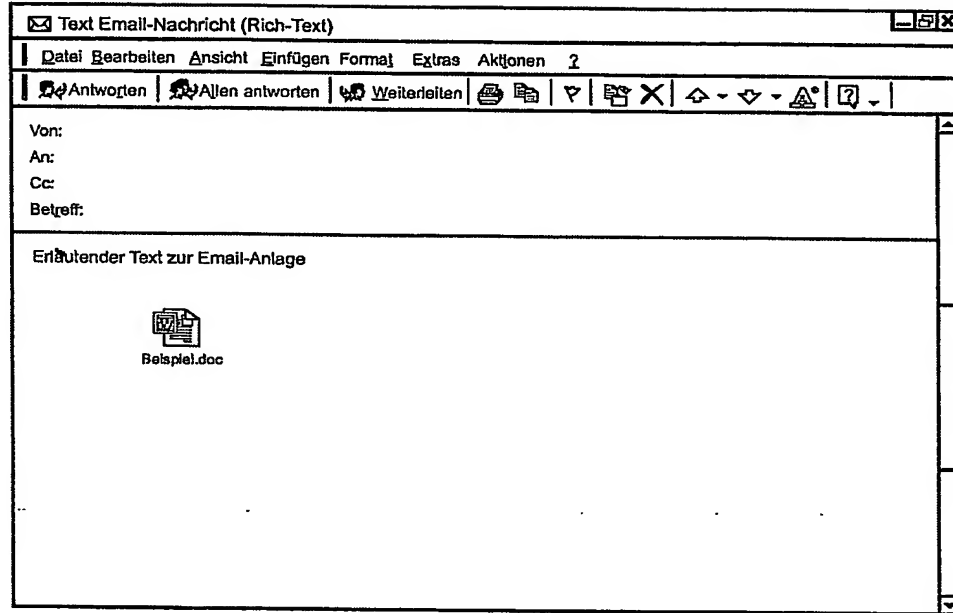 Text Email-Nachricht (Rich-Text)
Datei Bearbeiten Ansicht Einfügen Format Extras Aktionen ?
Antworten Allen antworten Weiterleiten
Von:
An:
Cc:
Betreff:
Erläutender Text zur Email-Anlage
Beispiel.doc